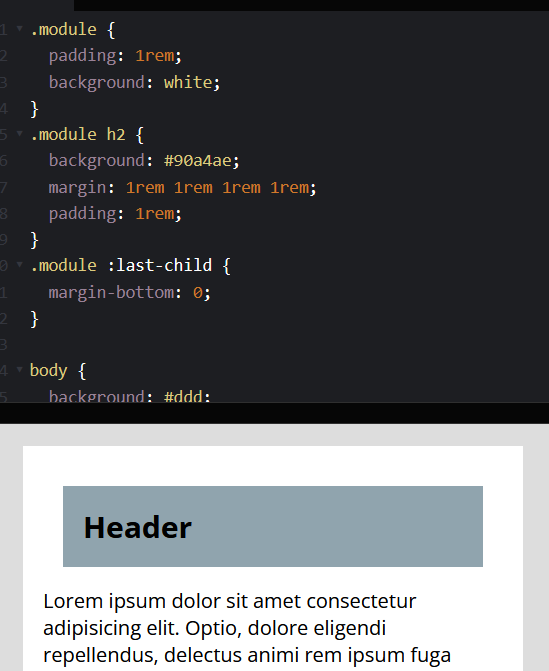 1 .module {
2 padding: 1rem;
3 background: white;
4 }
5 .module h2 {
6 background: #90a4ae;
7 margin: 1rem 1rem 1rem 1rem;
8 padding: 1rem;
9 }
0 .module :last-child {
1 margin-bottom: 0;
2 }
3
4 body {
5 background: #ddd;
Header
Lorem ipsum dolor sit amet consectetur
adipisicing elit. Optio, dolore eligendi
repellendus, delectus animi rem ipsum fuga